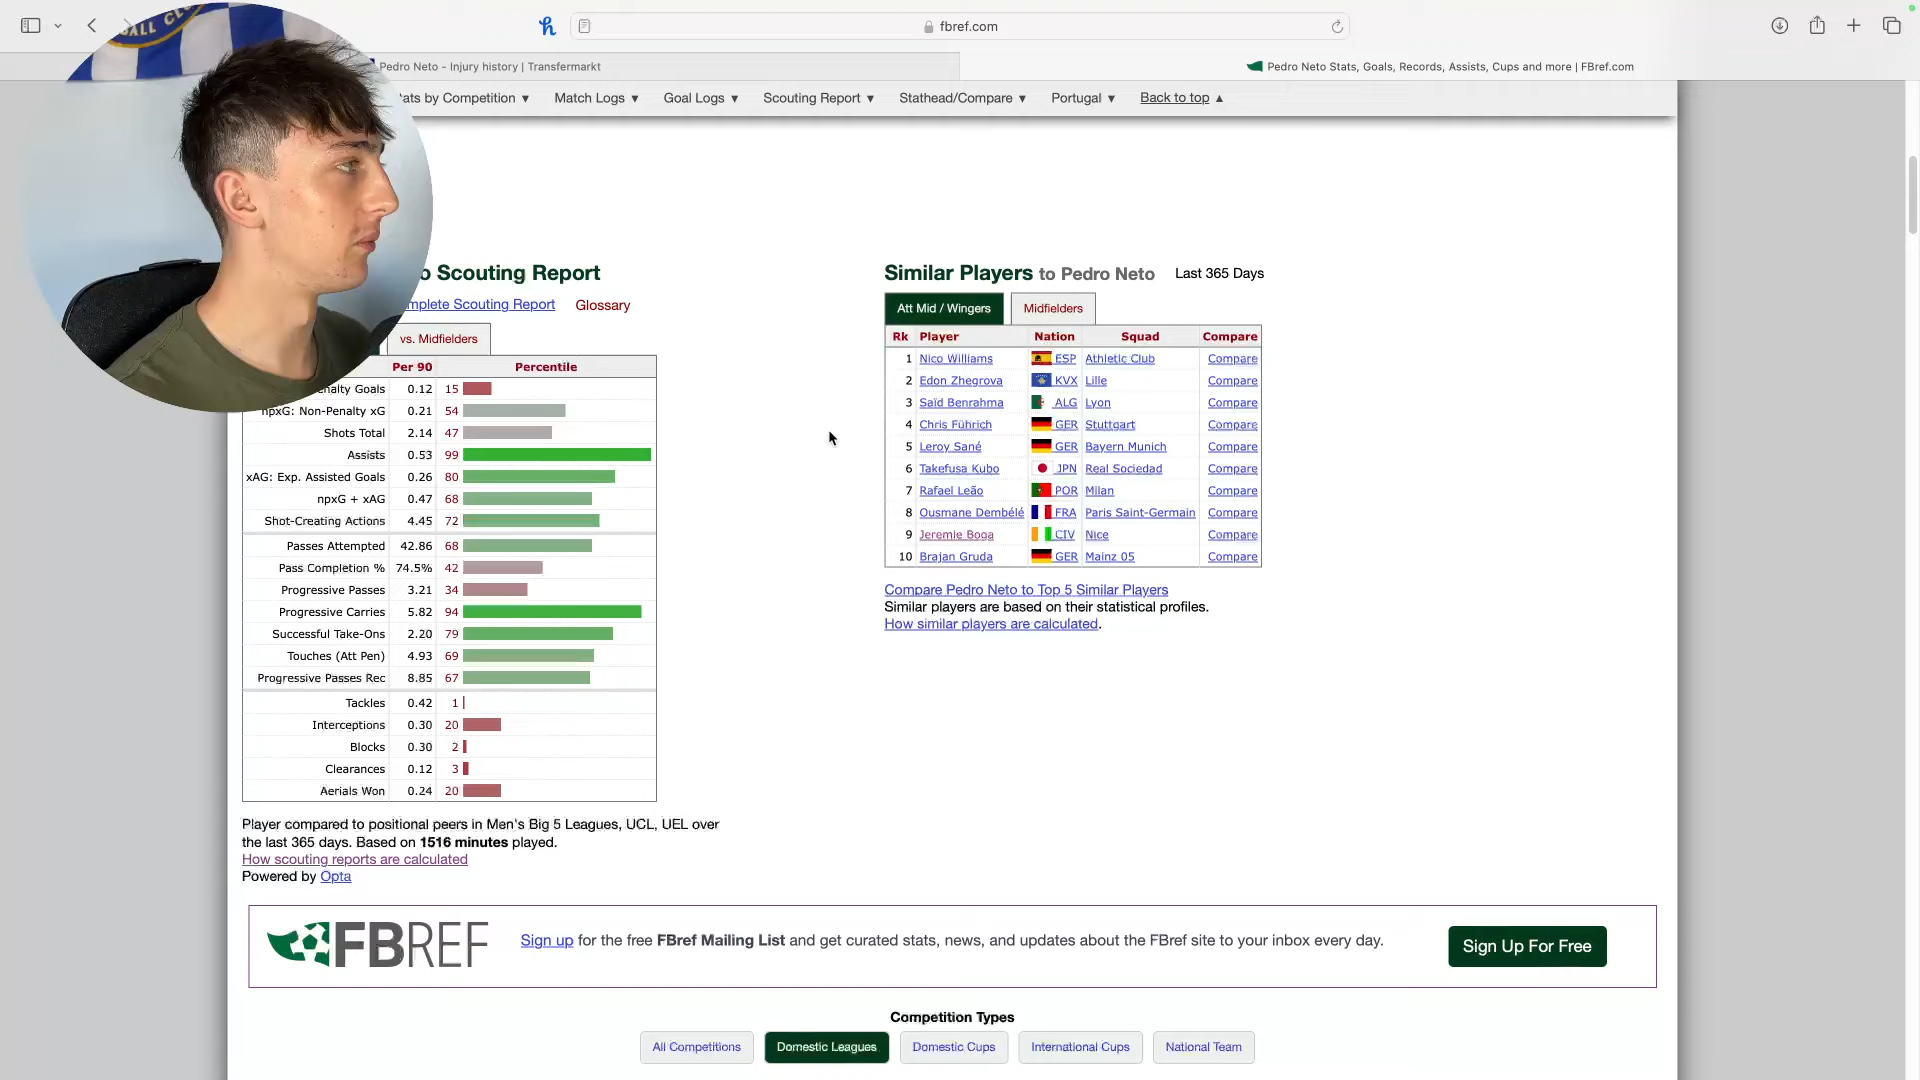 ALL CLU
h
fbref.com
Pedro Neto - Injury history | Transfermarkt
Pedro Neto Stats, Goals, Records, Assists, Cups and more | FBref.com
tats by Competition ▼ Match Logs ▼ Goal Logs ▼ Scouting Report ▼ Stathead/Compare ▼ Portugal ▼ Back to top ▲
o Scouting Report
mplete Scouting Report Glossary
vs. Midfielders
Per 90 Percentile
enalty Goals 0.12 15
npxG: Non-Penalty xG 0.21 54
Shots Total 2.14 47
Assists 0.53 99
xAG: Exp. Assisted Goals 0.26 80
npxG + xAG 0.47 68
Shot-Creating Actions 4.45 72
Passes Attempted 42.86 68
Pass Completion % 74.5% 42
Progressive Passes 3.21 34
Progressive Carries 5.82 94
Successful Take-Ons 2.20 79
Touches (Att Pen) 4.93 69
Progressive Passes Rec 8.85 67
Tackles 0.42 1
Interceptions 0.30 20
Blocks 0.30 2
Clearances 0.12 3
Aerials Won 0.24 20
Player compared to positional peers in Men's Big 5 Leagues, UCL, UEL over
the last 365 days. Based on 1516 minutes played.
How scouting reports are calculated
Powered by Opta
Similar Players to Pedro Neto Last 365 Days
Att Mid / Wingers Midfielders
Rk Player Nation Squad Compare
1 Nico Williams ESP Athletic Club Compare
2 Edon Zhegrova KVX Lille Compare
3 Saïd Benrahma ALG Lyon Compare
4 Chris Führich GER Stuttgart Compare
5 Leroy Sané GER Bayern Munich Compare
6 Takefusa Kubo JPN Real Sociedad Compare
7 Rafael Leão POR Milan Compare
8 Ousmane Dembélé FRA Paris Saint-Germain Compare
9 Jeremie Boga CIV Nice Compare
10 Brajan Gruda GER Mainz 05 Compare
Compare Pedro Neto to Top 5 Similar Players
Similar players are based on their statistical profiles.
How similar players are calculated.
FBREF
Sign up for the free FBref Mailing List and get curated stats, news, and updates about the FBref site to your inbox every day.
Sign Up For Free
Competition Types
All Competitions Domestic Leagues Domestic Cups International Cups National Team